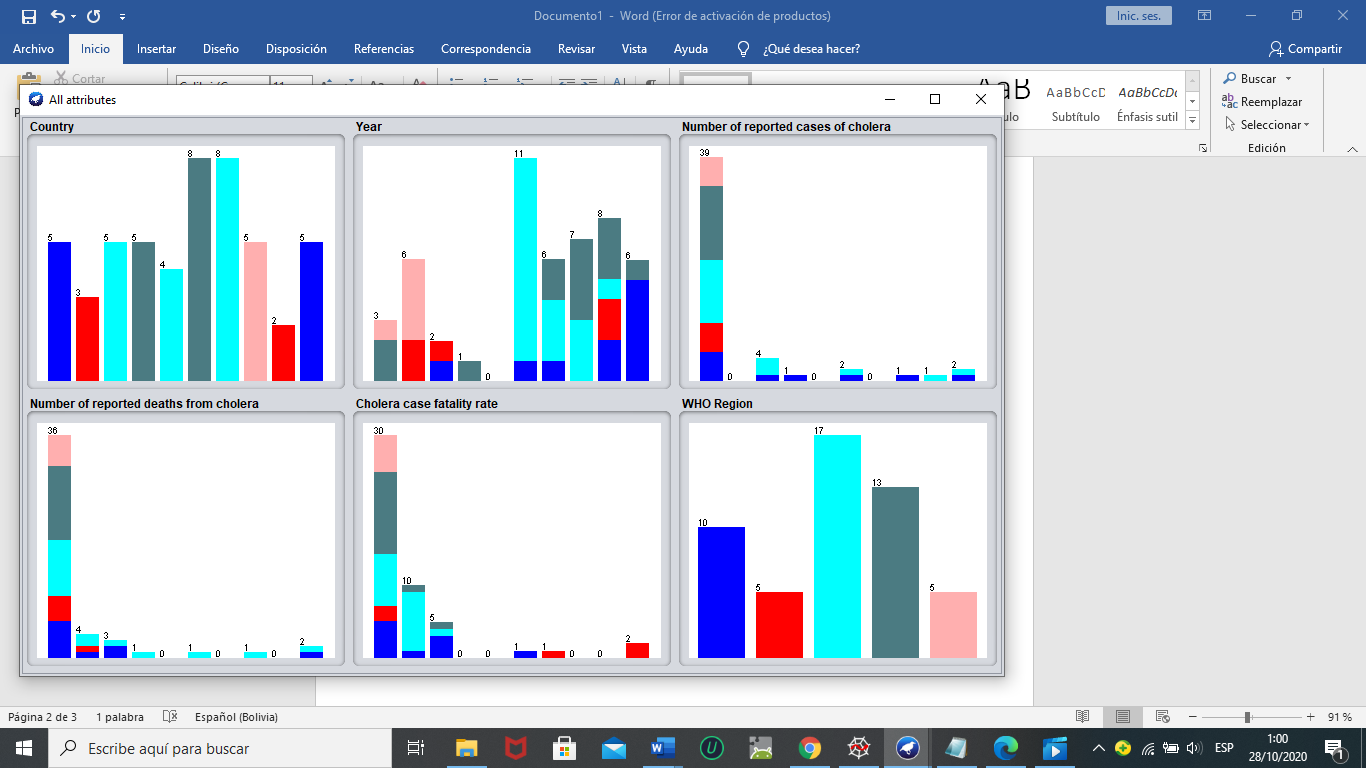 Documento1 - Word (Error de activación de productos)
Inic. ses.
Archivo Inicio Insertar Diseño Disposición Referencias Correspondencia Revisar Vista Ayuda ¿Qué desea hacer? Compartir
Cortar
Buscar
Reemplazar
Seleccionar
Edición
AaBbCcD AaBbCcDc
Subtítulo Énfasis sutil
All attributes
Country Year Number of reported cases of cholera
5 3 5 5 4 8 8 5 2 5
3 6 2 1 0 11 6 7 8 6
39 0 4 1 0 2 0 1 1 2
Number of reported deaths from cholera Cholera case fatality rate WHO Region
36 4 3 1 0 1 0 1 0 2
30 10 5 0 0 1 1 0 0 2
10 5 17 13 5
Página 2 de 3 1 palabra Español (Bolivia) 91 %
Escribe aquí para buscar
ESP
1:00
28/10/2020
1